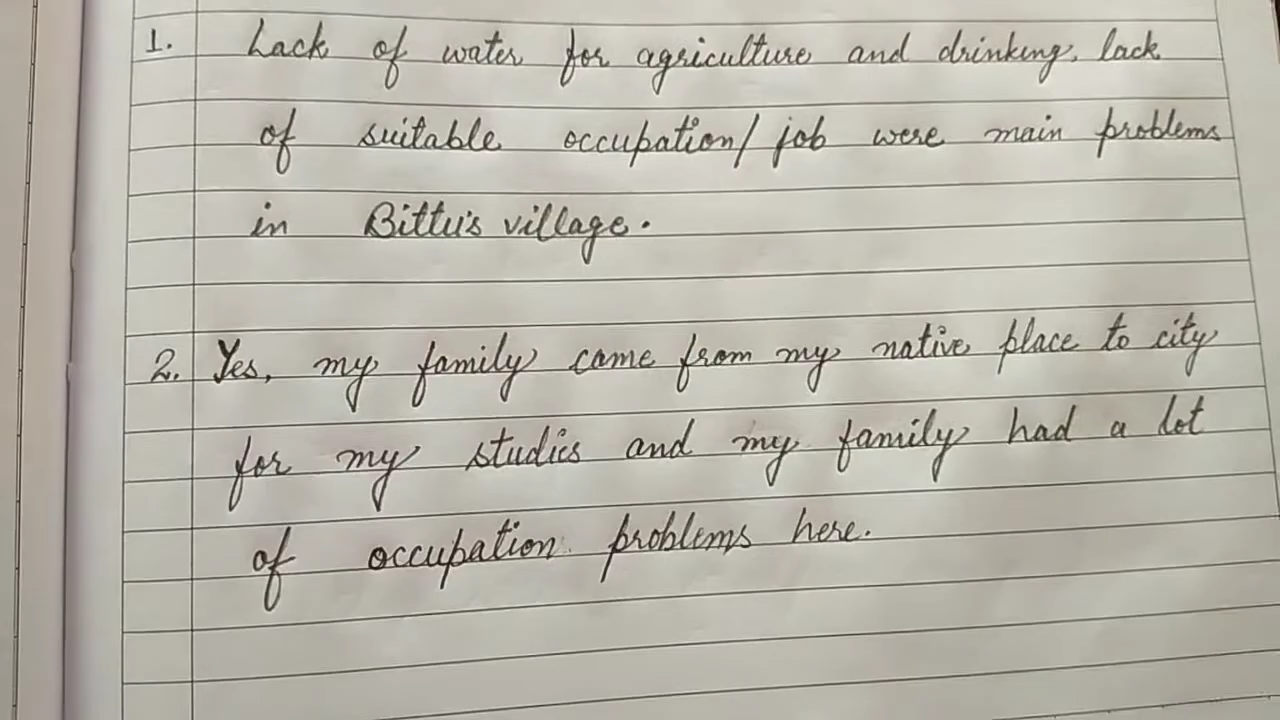 1. Lack of water for agriculture and drinking, lack
of suitable occupation/ job were main problems
in Bittu's village.
2. Yes, my family came from my native place to city
for my studies and my family had a lot
of occupation problems here.